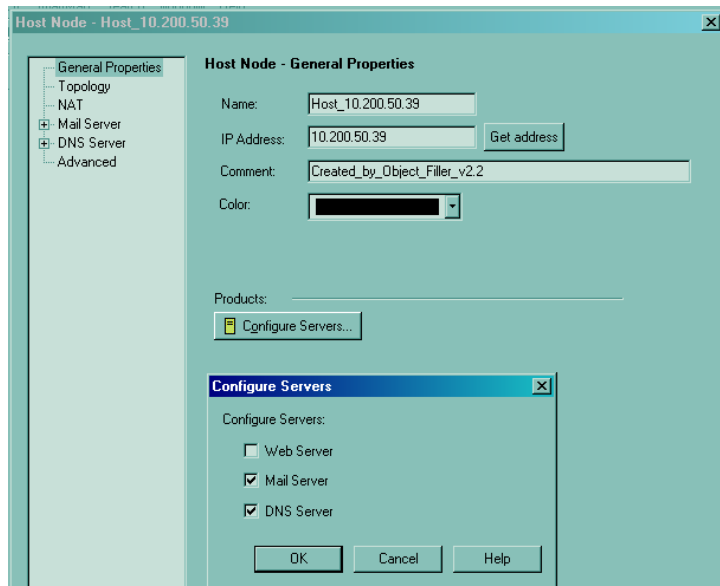 Host Node - Host_10.200.50.39
General Properties
Topology
NAT
Mail Server
DNS Server
Advanced
Host Node - General Properties
Name: Host_10.200.50.39
IP Address: 10.200.50.39 Get address
Comment: Created_by_Object_Filler_v2.2
Color:
Products:
Configure Servers...
Configure Servers
Configure Servers:
Web Server
Mail Server
DNS Server
OK Cancel Help